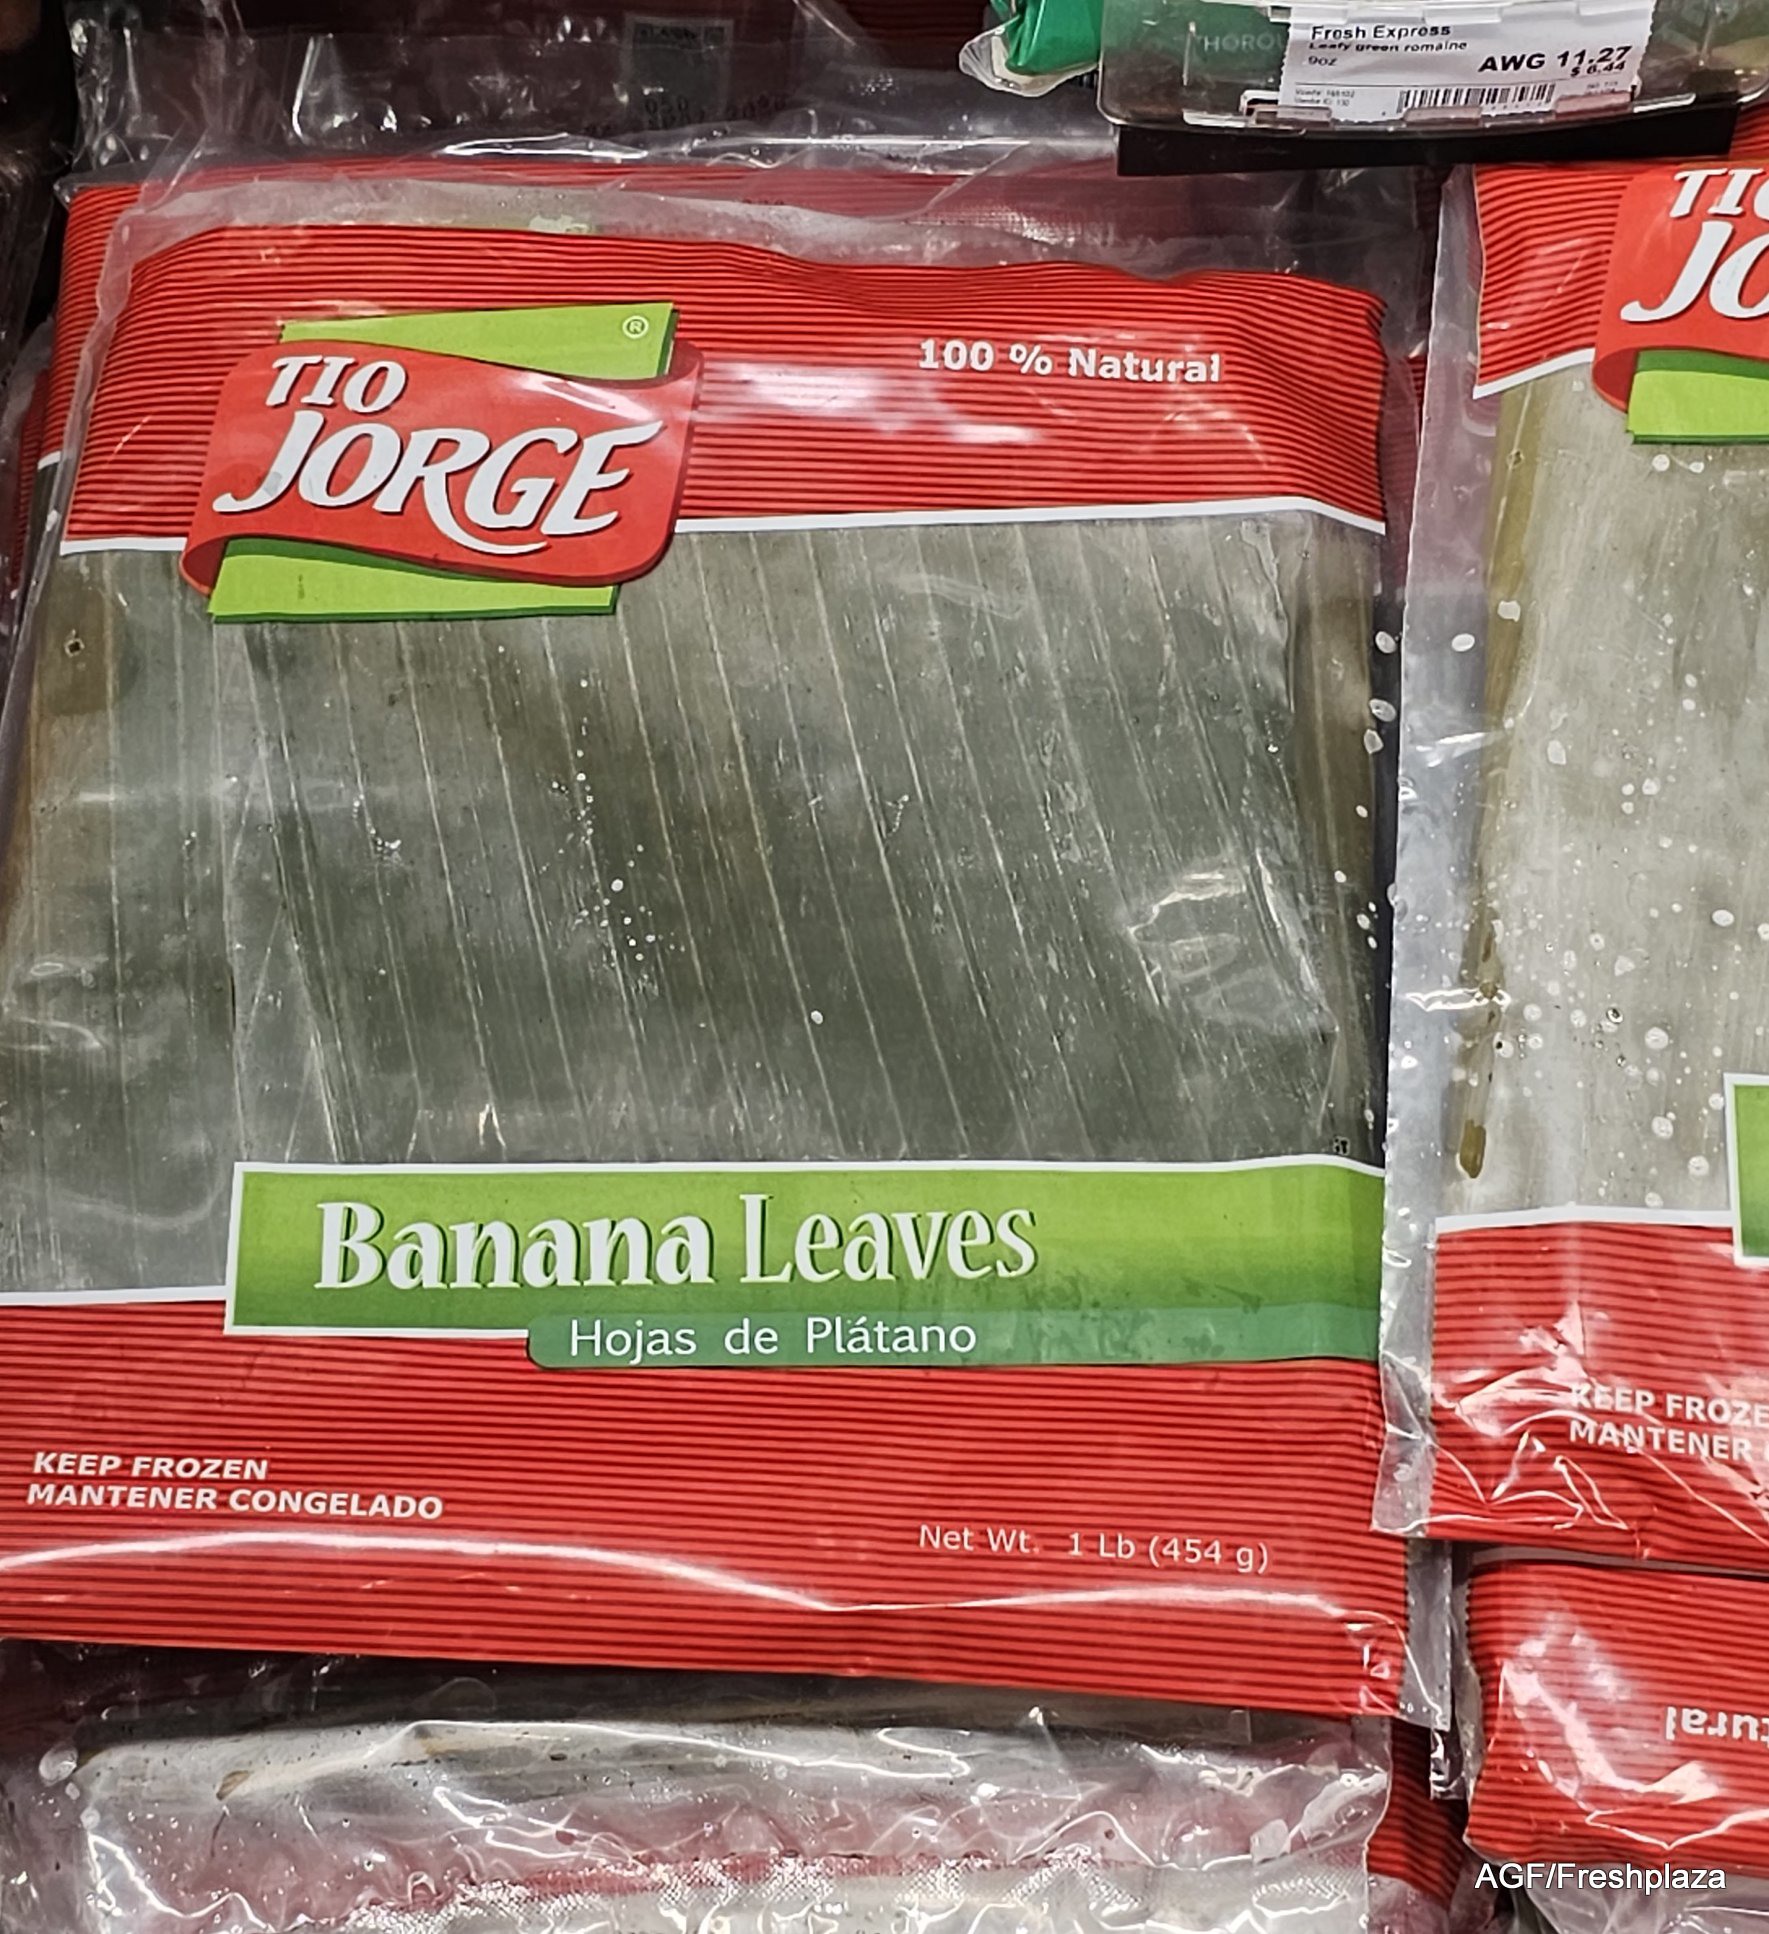 Fresh Express
Leafy green romaine
9oz
AWG 11.27
$ 6.44
100 % Natural
®
TIO
JORGE
TIO
JO
Banana Leaves
Hojas de Plátano
KEEP FROZEN
MANTENER CONGELADO
Net Wt. 1 Lb (454 g)
KEEP FROZE
MANTENER
tural
AGF/Freshplaza